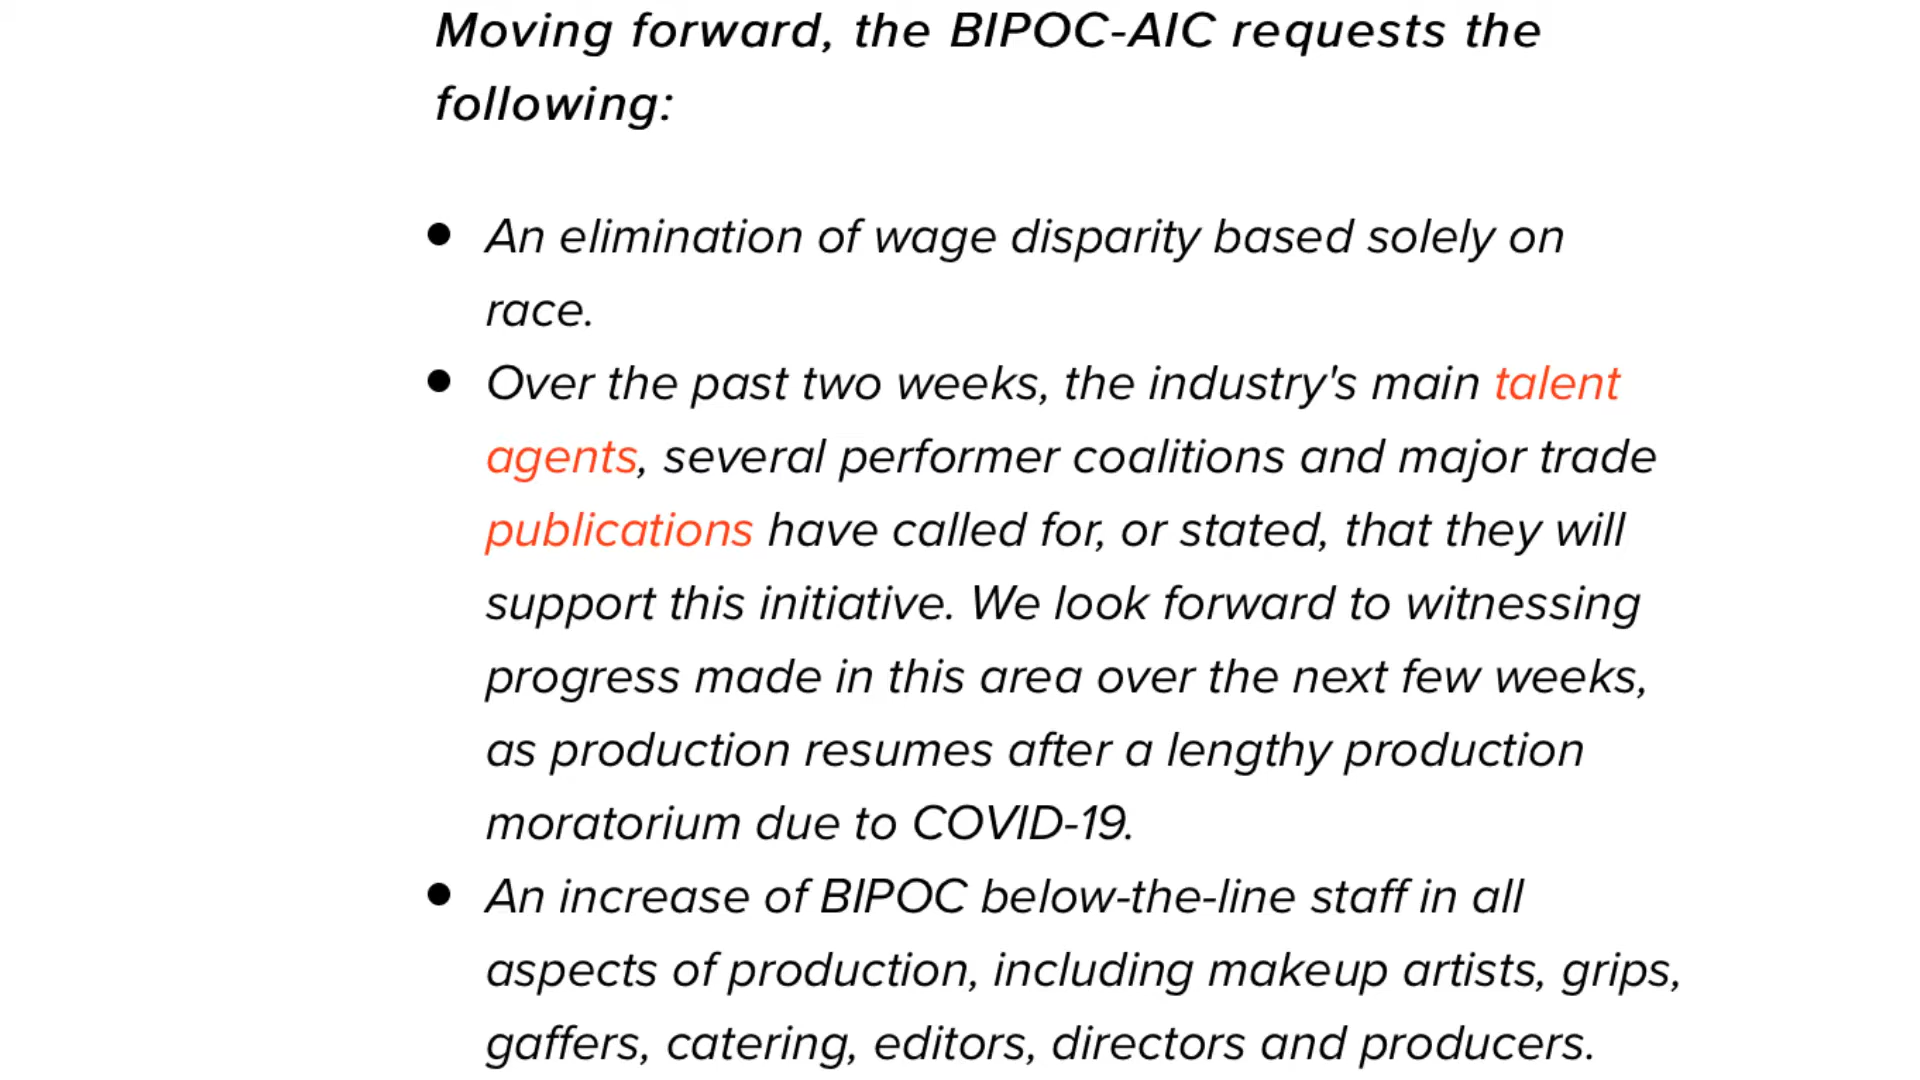 Moving forward, the BIPOC-AIC requests the
following:
• An elimination of wage disparity based solely on
race.
• Over the past two weeks, the industry's main talent
agents, several performer coalitions and major trade
publications have called for, or stated, that they will
support this initiative. We look forward to witnessing
progress made in this area over the next few weeks,
as production resumes after a lengthy production
moratorium due to COVID-19.
• An increase of BIPOC below-the-line staff in all
aspects of production, including makeup artists, grips,
gaffers, catering, editors, directors and producers.